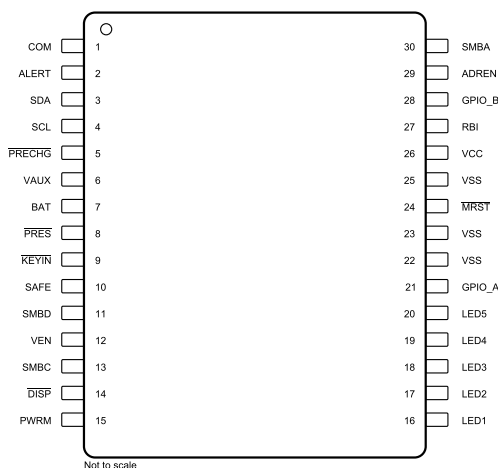 COM 1 30 SMBA
ALERT 2 29 ADREN
SDA 3 28 GPIO_B
SCL 4 27 RBI
PRECHG 5 26 VCC
VAUX 6 25 VSS
BAT 7 24 MRST
PRES 8 23 VSS
KEYIN 9 22 VSS
SAFE 10 21 GPIO_A
SMBD 11 20 LED5
VEN 12 19 LED4
SMBC 13 18 LED3
DISP 14 17 LED2
PWRM 15 16 LED1
Not to scale